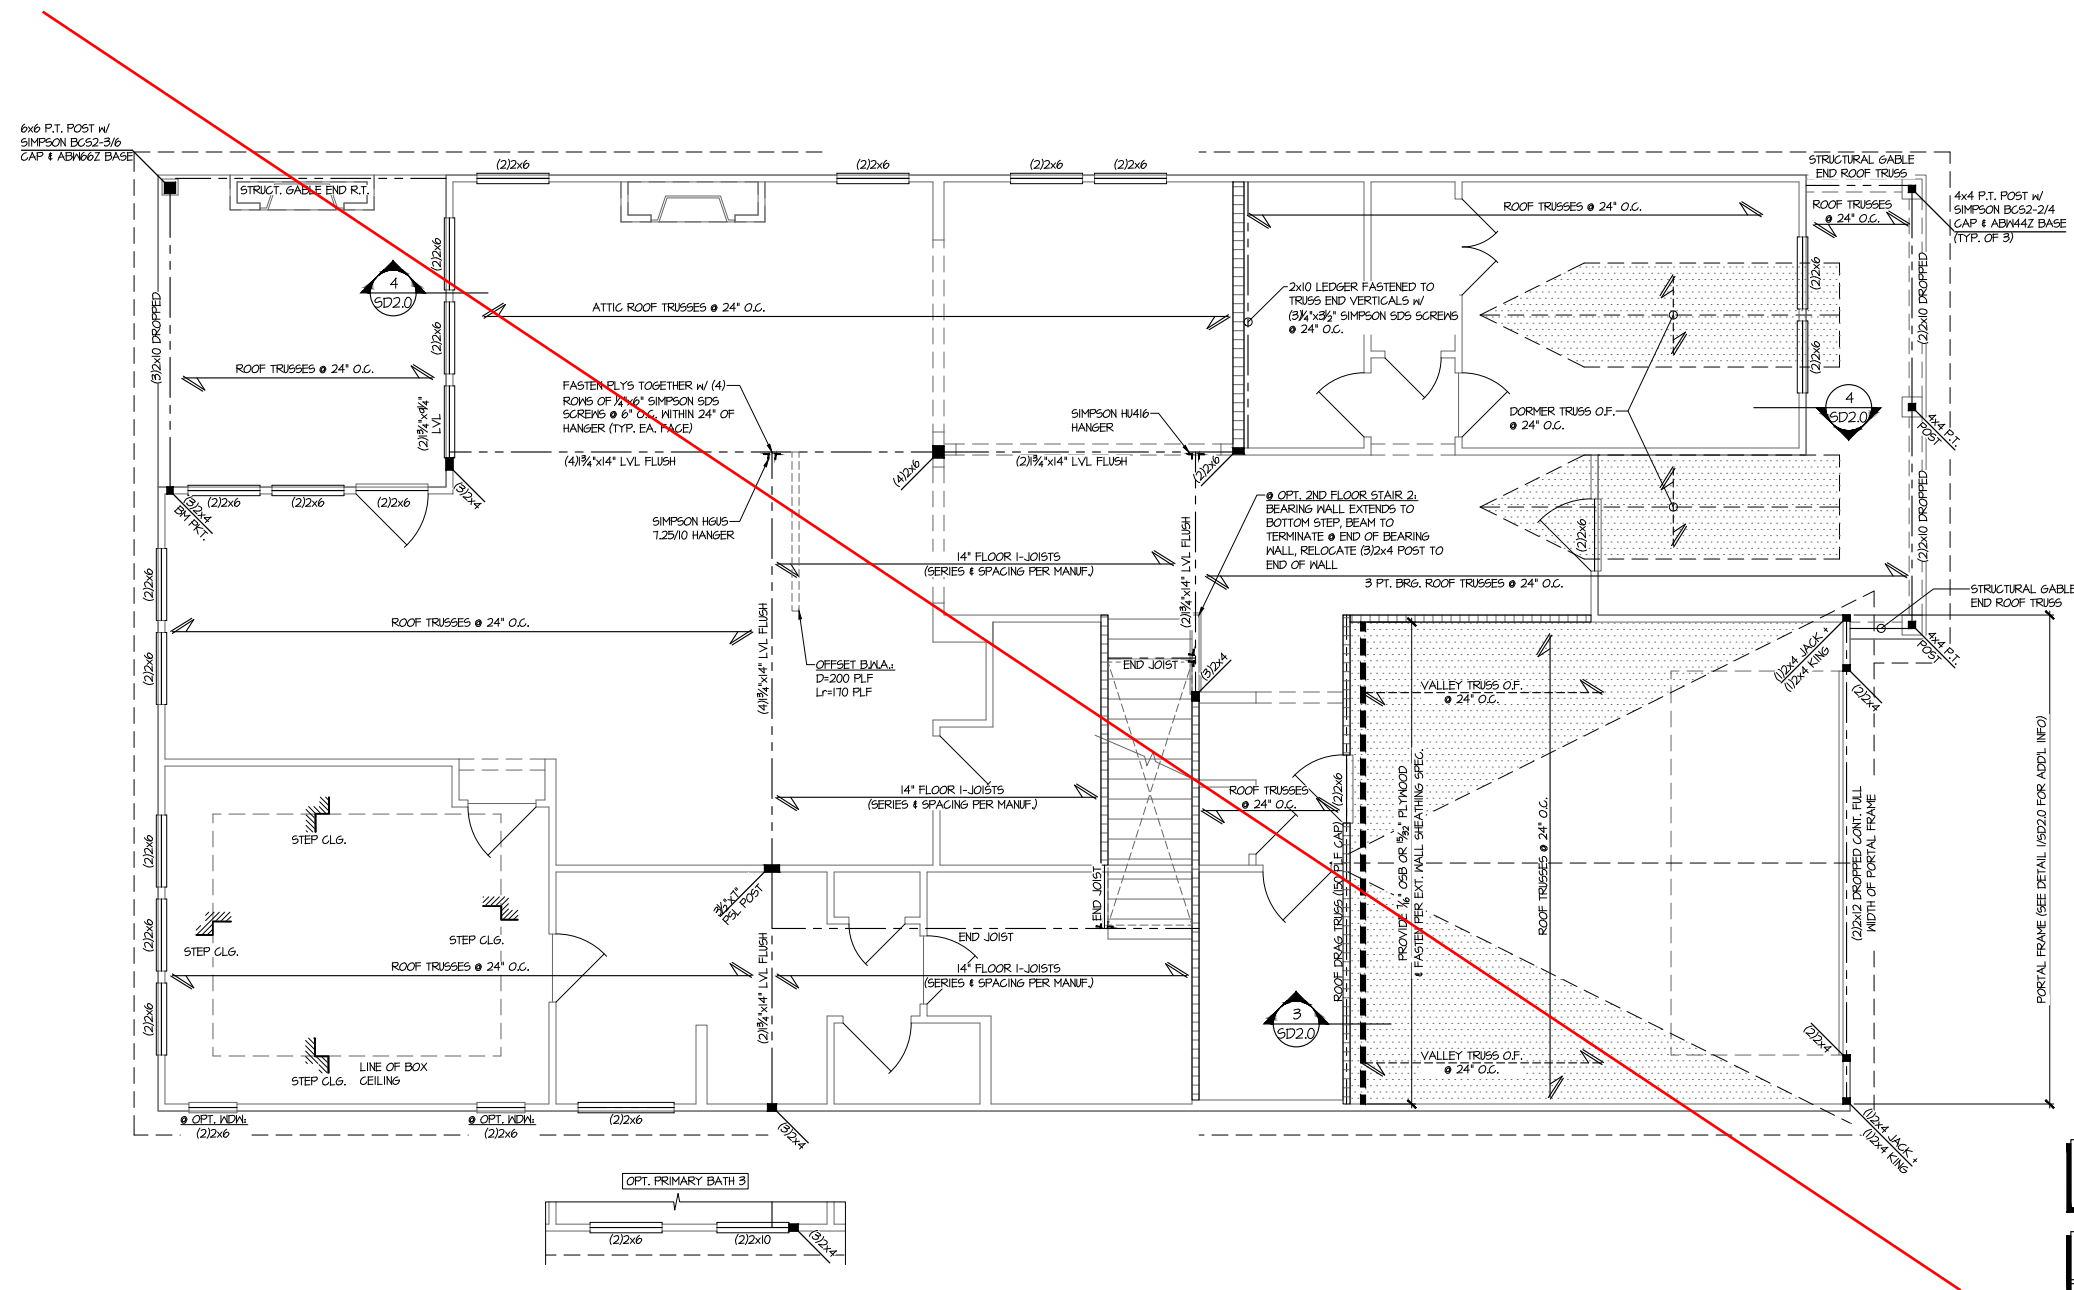 6x6 P.T. POST W/
SIMPSON BCS2-3/6
CAP & ABW66Z BASE
STRUCT. GABLE END R.T.
(2)2x6
(2)2x6
(2)2x6
(2)2x6
STRUCTURAL GABLE
END ROOF TRUSS
ROOF TRUSSES @ 24" O.C.
ROOF TRUSSES
@ 24" O.C.
4x4 P.T. POST W/
SIMPSON BCS2-2/4
CAP & ABW44Z BASE
(TYP. OF 3)
(2)2x6
4
SD2.0
(3)2x10 DROPPED
ATTIC ROOF TRUSSES @ 24" O.C.
2x10 LEDGER FASTENED TO
TRUSS END VERTICALS W/
(3)1/4"x3 1/2" SIMPSON SDS SCREWS
@ 24" O.C.
(2)2x6
(2)2x10 DROPPED
(2)2x6
(2)2x6
ROOF TRUSSES @ 24" O.C.
FASTEN PLYS TOGETHER W/ (4)
ROWS OF 1/4"x6" SIMPSON SDS
SCREWS @ 6" O.C. WITHIN 24" OF
HANGER (TYP. EA. FACE)
SIMPSON HU416
HANGER
DORMER TRUSS O.F.
@ 24" O.C.
4
SD2.0
4x4 P.T.
POST
(2)1 3/4"x9 1/4"
LVL
(4)1 3/4"x14" LVL FLUSH
(2)1 3/4"x14" LVL FLUSH
(4)2x6
(2)2x6
(3)2x4
(3)2x4
BM PKT.
(2)2x6
(2)2x6
(2)2x6
SIMPSON HGUS
7.25/10 HANGER
@ OPT. 2ND FLOOR STAIR 2:
BEARING WALL EXTENDS TO
BOTTOM STEP, BEAM TO
TERMINATE @ END OF BEARING
WALL, RELOCATE (3)2x4 POST TO
END OF WALL
(2)2x6
(2)2x10 DROPPED
(2)1 3/4"x14" LVL FLUSH
14" FLOOR I-JOISTS
(SERIES & SPACING PER MANUF.)
3 PT. BRG. ROOF TRUSSES @ 24" O.C.
STRUCTURAL GABLE
END ROOF TRUSS
(2)2x6
(2)2x6
ROOF TRUSSES @ 24" O.C.
(4)1 3/4"x14" LVL FLUSH
OFFSET B.W.A.:
D=200 PLF
Lr=170 PLF
END JOIST
(3)2x4
(1)2x4 JACK +
(1)2x4 KING
4x4 P.T.
POST
VALLEY TRUSS O.F.
@ 24" O.C.
(2)2x4
14" FLOOR I-JOISTS
(SERIES & SPACING PER MANUF.)
ROOF TRUSSES
@ 24" O.C.
(2)2x6
ROOF DRAG TRUSS (150 PLF CAP)
PROVIDE 7/16" OSB OR 15/32" PLYWOOD
& FASTEN PER EXT. WALL SHEATHING SPEC.
ROOF TRUSSES @ 24" O.C.
(2)2x12 DROPPED CONT. FULL
WIDTH OF PORTAL FRAME
PORTAL FRAME (SEE DETAIL 1/SD2.0 FOR ADD'L INFO)
STEP CLG.
(2)2x6
(2)2x6
(2)2x6
STEP CLG.
STEP CLG.
3 1/2"x7"
PSL POST
END JOIST
END JOIST
ROOF TRUSSES @ 24" O.C.
(2)1 3/4"x14" LVL FLUSH
14" FLOOR I-JOISTS
(SERIES & SPACING PER MANUF.)
3
SD2.0
(2)2x4
VALLEY TRUSS O.F.
@ 24" O.C.
STEP CLG.
LINE OF BOX
CEILING
@ OPT. WDW:
(2)2x6
@ OPT. WDW:
(2)2x6
(2)2x6
(3)2x4
(1)2x4 JACK +
(1)2x4 KING
OPT. PRIMARY BATH 3
(2)2x6
(2)2x10
(3)2x4